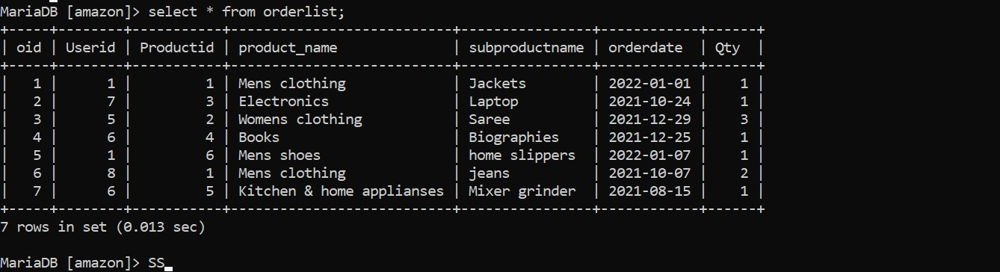 MariaDB [amazon]> select * from orderlist;
+-----+--------+-----------+---------------------------+----------------+------------+------+
| oid | Userid | Productid | product_name              | subproductname | orderdate  | Qty  |
+-----+--------+-----------+---------------------------+----------------+------------+------+
|   1 |      1 |         1 | Mens clothing             | Jackets        | 2022-01-01 |    1 |
|   2 |      7 |         3 | Electronics               | Laptop         | 2021-10-24 |    1 |
|   3 |      5 |         2 | Womens clothing           | Saree          | 2021-12-29 |    3 |
|   4 |      6 |         4 | Books                     | Biographies    | 2021-12-25 |    1 |
|   5 |      1 |         6 | Mens shoes                | home slippers  | 2022-01-07 |    1 |
|   6 |      8 |         1 | Mens clothing             | jeans          | 2021-10-07 |    2 |
|   7 |      6 |         5 | Kitchen & home applianses | Mixer grinder  | 2021-08-15 |    1 |
+-----+--------+-----------+---------------------------+----------------+------------+------+
7 rows in set (0.013 sec)
MariaDB [amazon]> SS_